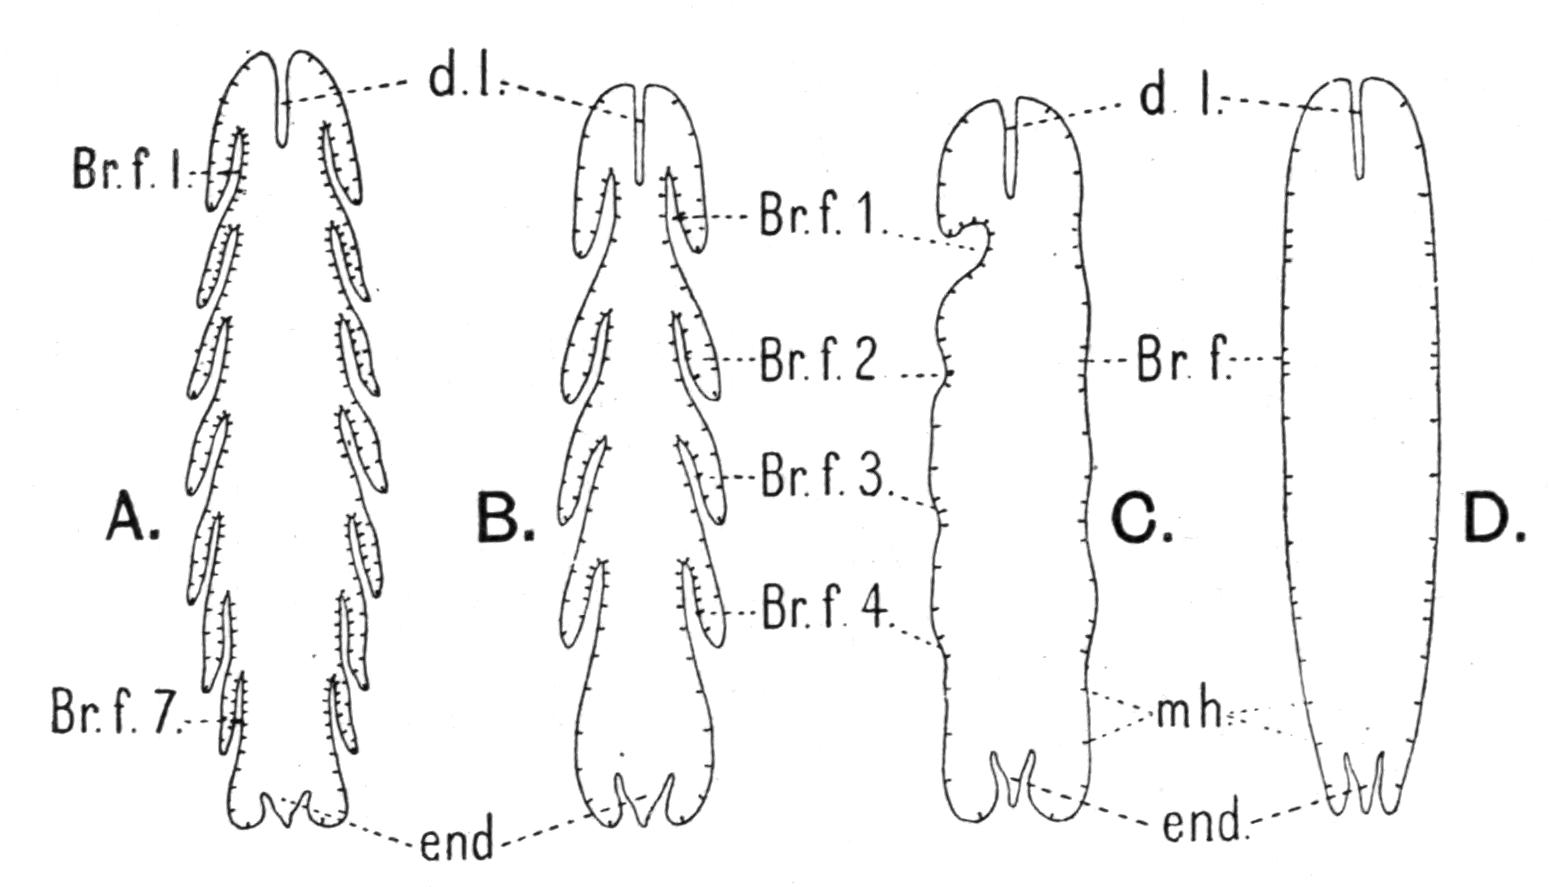 d.l.
d l.
Br.f. 1.
Br.f. 1.
Br.f. 2
Br. f.
Br.f. 3.
A.
B.
C.
D.
Br.f. 4.
Br.f. 7.
mh.
end
end.